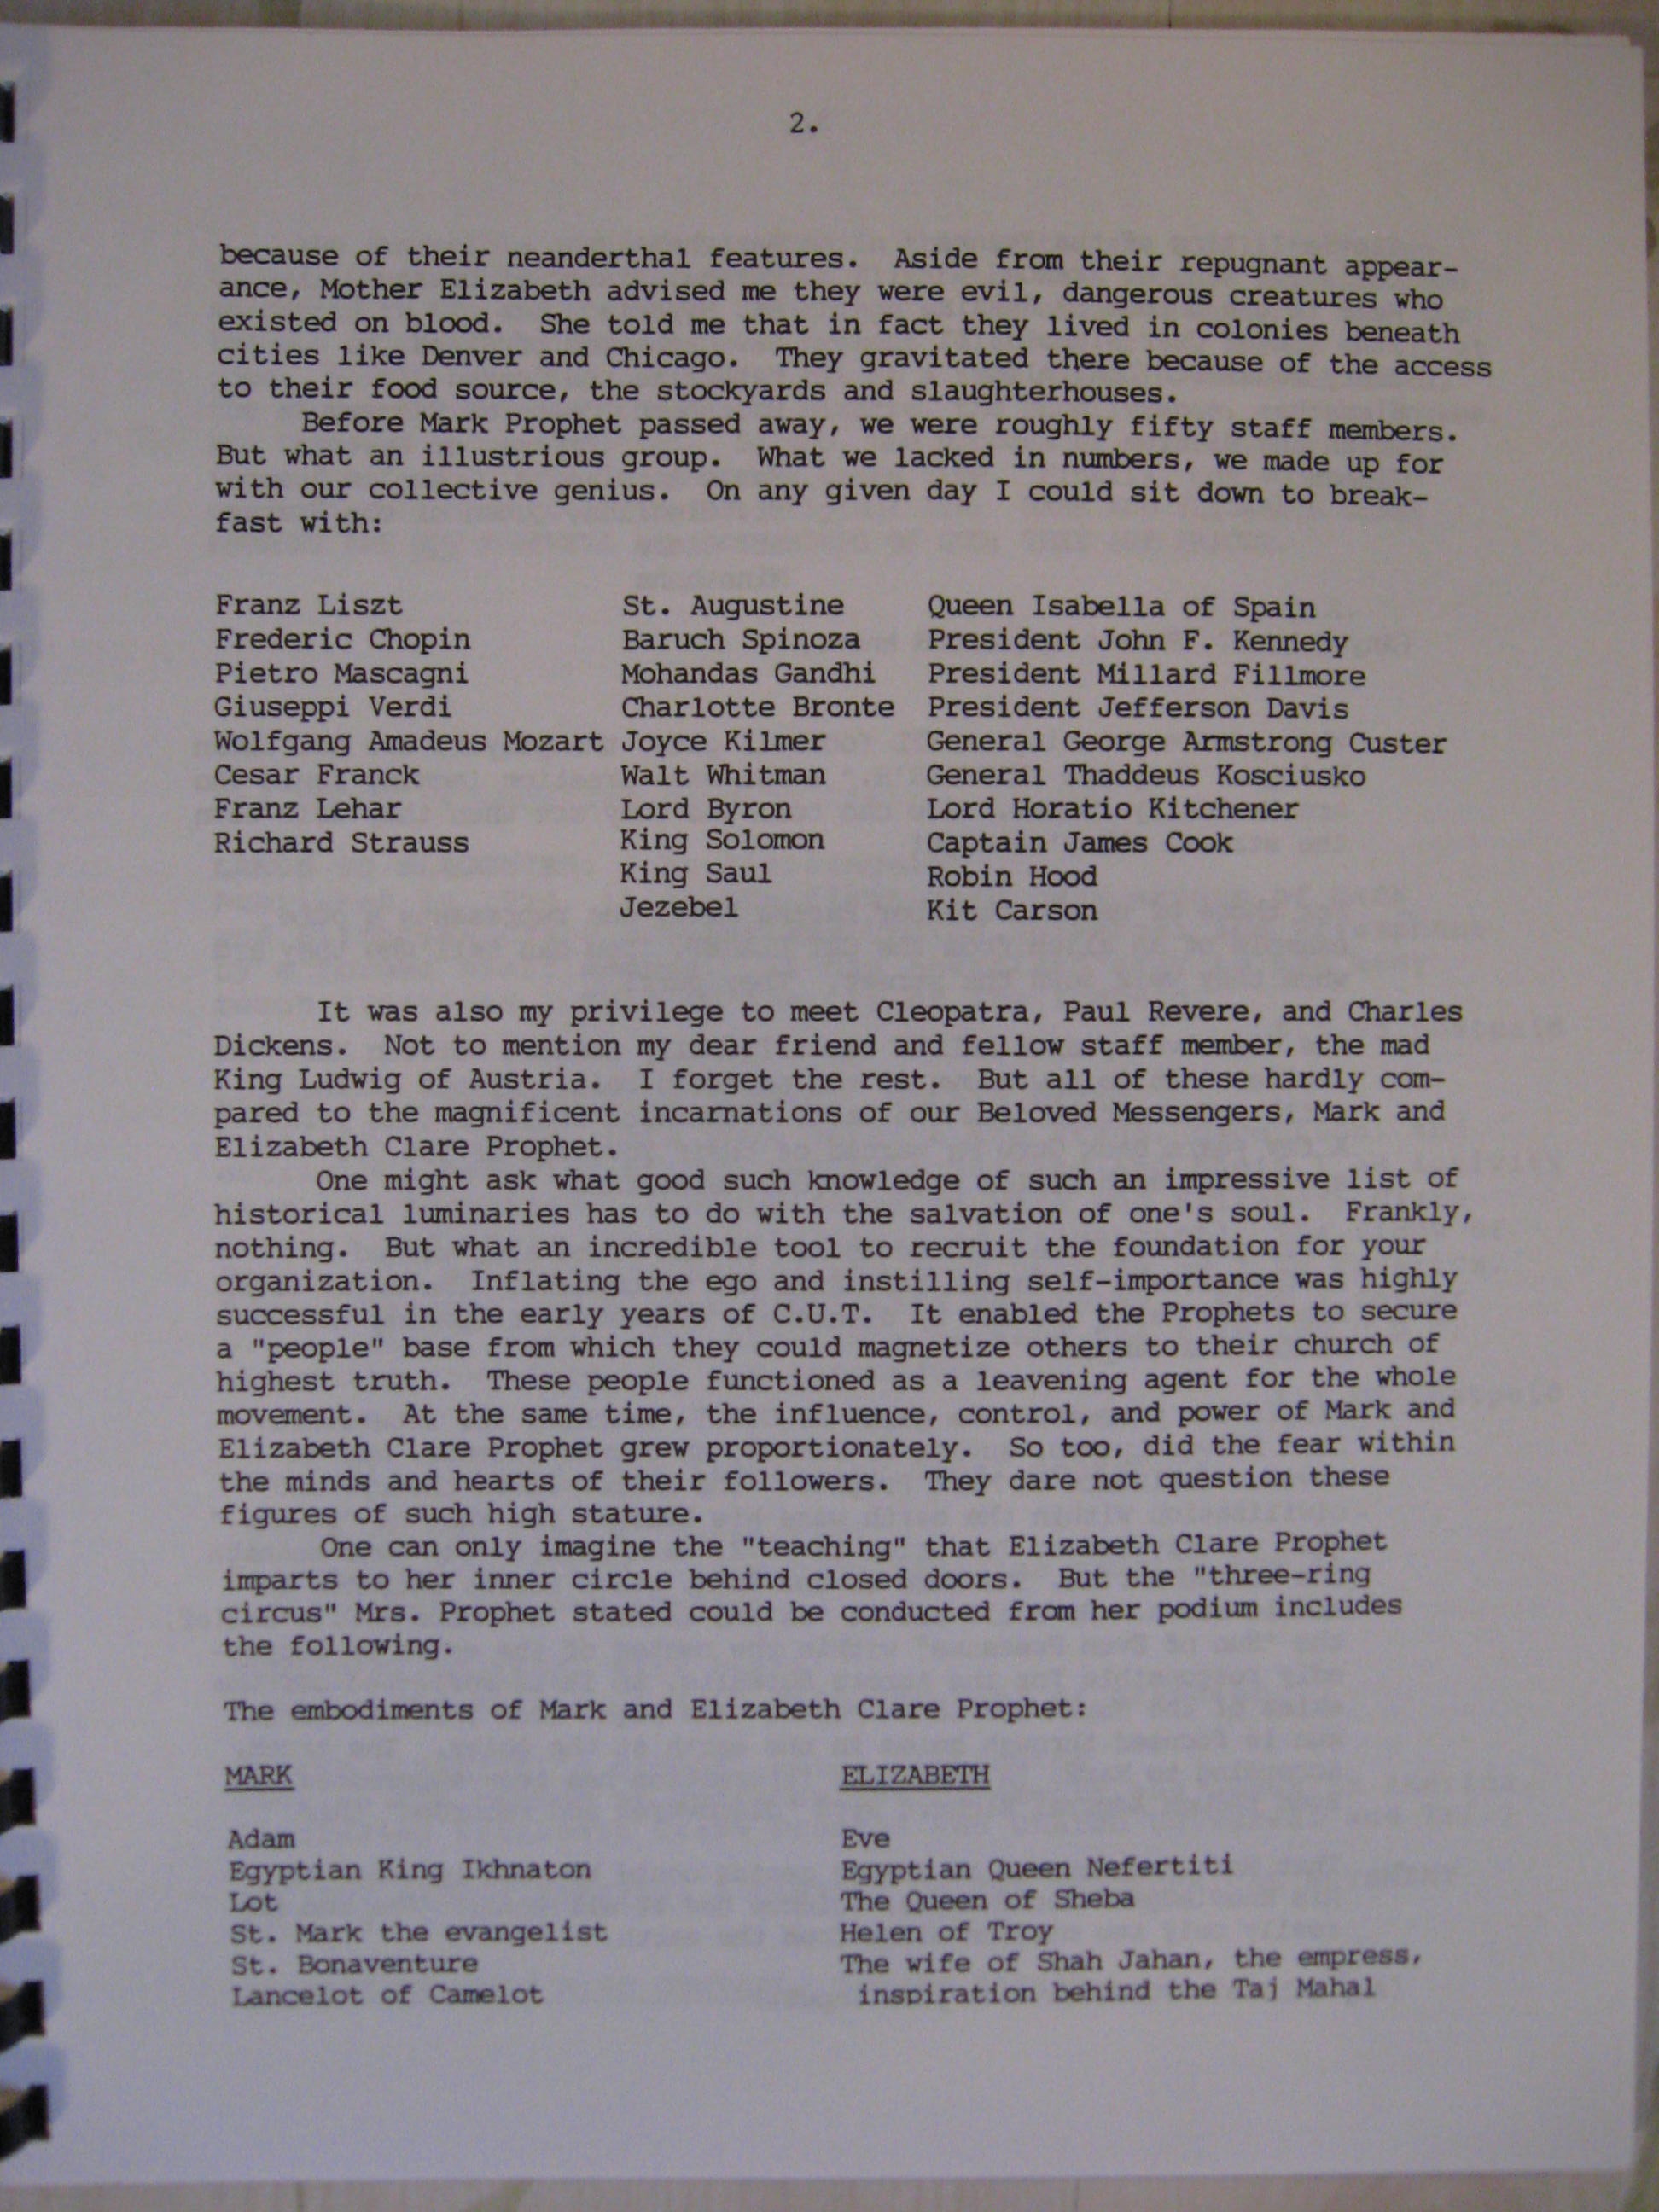 2.
because of their neanderthal features.  Aside from their repugnant appear-
ance, Mother Elizabeth advised me they were evil, dangerous creatures who
existed on blood.  She told me that in fact they lived in colonies beneath
cities like Denver and Chicago.  They gravitated there because of the access
to their food source, the stockyards and slaughterhouses.
Before Mark Prophet passed away, we were roughly fifty staff members.
But what an illustrious group.  What we lacked in numbers, we made up for
with our collective genius.  On any given day I could sit down to break-
fast with:
Franz Liszt St. Augustine Queen Isabella of Spain
Frederic Chopin Baruch Spinoza President John F. Kennedy
Pietro Mascagni Mohandas Gandhi President Millard Fillmore
Giuseppi Verdi Charlotte Bronte President Jefferson Davis
Wolfgang Amadeus Mozart Joyce Kilmer General George Armstrong Custer
Cesar Franck Walt Whitman General Thaddeus Kosciusko
Franz Lehar Lord Byron Lord Horatio Kitchener
Richard Strauss King Solomon Captain James Cook
King Saul Robin Hood
Jezebel Kit Carson
It was also my privilege to meet Cleopatra, Paul Revere, and Charles
Dickens.  Not to mention my dear friend and fellow staff member, the mad
King Ludwig of Austria.  I forget the rest.  But all of these hardly com-
pared to the magnificent incarnations of our Beloved Messengers, Mark and
Elizabeth Clare Prophet.
One might ask what good such knowledge of such an impressive list of
historical luminaries has to do with the salvation of one's soul.  Frankly,
nothing.  But what an incredible tool to recruit the foundation for your
organization.  Inflating the ego and instilling self-importance was highly
successful in the early years of C.U.T.  It enabled the Prophets to secure
a "people" base from which they could magnetize others to their church of
highest truth.  These people functioned as a leavening agent for the whole
movement.  At the same time, the influence, control, and power of Mark and
Elizabeth Clare Prophet grew proportionately.  So too, did the fear within
the minds and hearts of their followers.  They dare not question these
figures of such high stature.
One can only imagine the "teaching" that Elizabeth Clare Prophet
imparts to her inner circle behind closed doors.  But the "three-ring
circus" Mrs. Prophet stated could be conducted from her podium includes
the following.
The embodiments of Mark and Elizabeth Clare Prophet:
MARK ELIZABETH
Adam Eve
Egyptian King Ikhnaton Egyptian Queen Nefertiti
Lot The Queen of Sheba
St. Mark the evangelist Helen of Troy
St. Bonaventure The wife of Shah Jahan, the empress,
Lancelot of Camelot inspiration behind the Taj Mahal